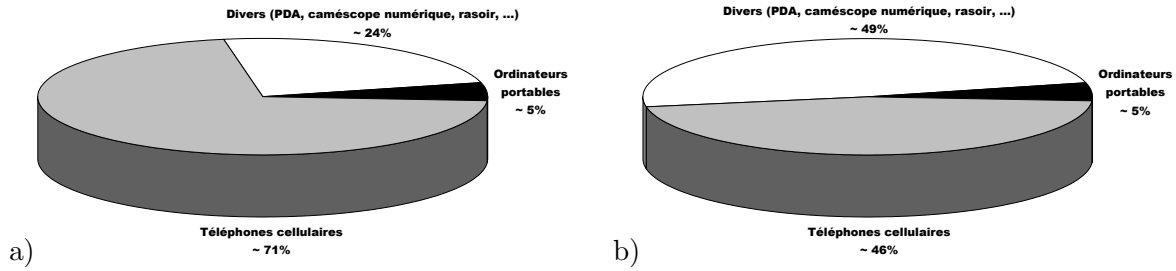 Divers (PDA, caméscope numérique, rasoir, ...)
~ 24%
Ordinateurs
portables
~ 5%
Téléphones cellulaires
~ 71%
a)
Divers (PDA, caméscope numérique, rasoir, ...)
~ 49%
Ordinateurs
portables
~ 5%
Téléphones cellulaires
~ 46%
b)